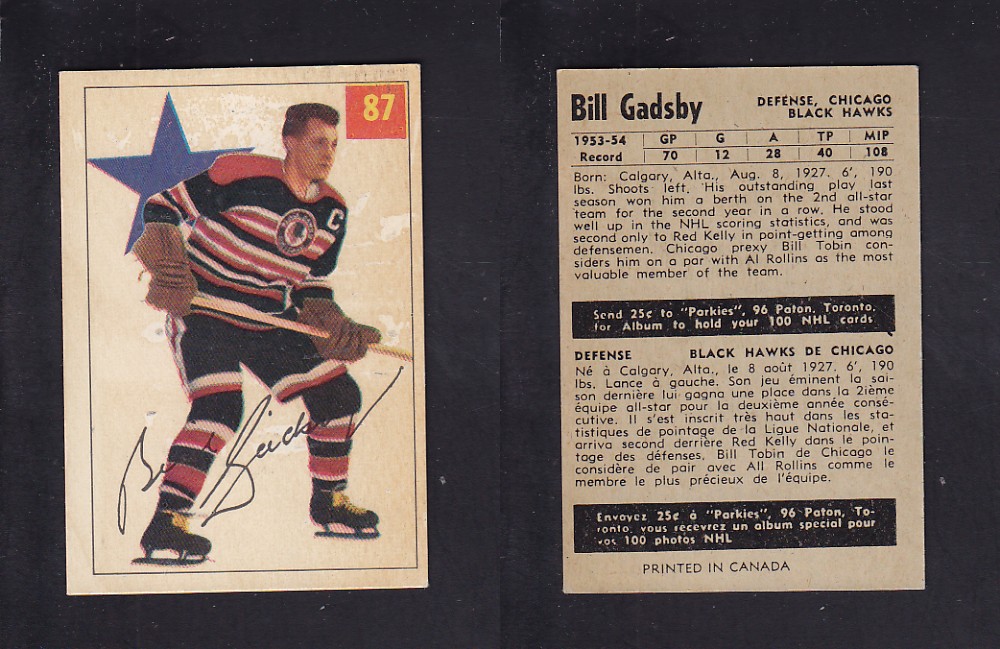 87
C
Bill Gadsby
DEFENSE, CHICAGO
BLACK HAWKS
1953-54 GP G A TP MIP
Record 70 12 28 40 108
Born: Calgary, Alta., Aug. 8, 1927. 6', 190
lbs. Shoots left. His outstanding play last
season won him a berth on the 2nd all-star
team for the second year in a row. He stood
well up in the NHL scoring statistics, and was
second only to Red Kelly in point-getting among
defensemen. Chicago prexy Bill Tobin con-
siders him on a par with Al Rollins as the most
valuable member of the team.
Send 25¢ to "Parkies", 96 Paton, Toronto,
for Album to hold your 100 NHL cards
DEFENSE BLACK HAWKS DE CHICAGO
Né à Calgary, Alta., le 8 août 1927. 6', 190
lbs. Lance à gauche. Son jeu éminent la sai-
son dernière lui gagna une place dans la 2ième
équipe all-star pour la deuxième année consé-
cutive. Il s'est inscrit très haut dans les sta-
tistiques de pointage de la Ligue Nationale, et
arriva second derrière Red Kelly dans le poin-
tage des défenses. Bill Tobin de Chicago le
considère de pair avec All Rollins comme le
membre le plus précieux de l'équipe.
Envoyez 25¢ à "Parkies", 96 Paton, To-
ronto, vous recevrez un album special pour
vos 100 photos NHL
PRINTED IN CANADA